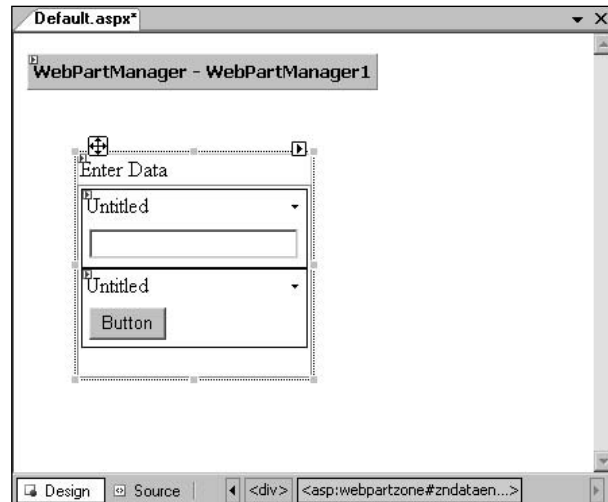 Default.aspx*
WebPartManager - WebPartManager1
Enter Data
Untitled
Untitled
Button
Design Source <div> <asp:webpartzone#zndataen...>